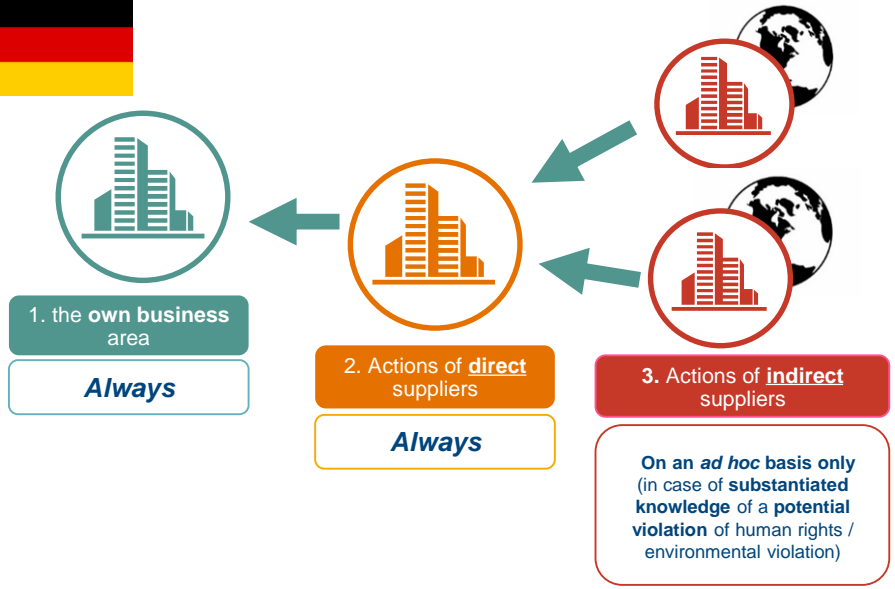 1. the own business
area
Always
2. Actions of direct
suppliers
Always
3. Actions of indirect
suppliers
On an ad hoc basis only
(in case of substantiated
knowledge of a potential
violation of human rights /
environmental violation)